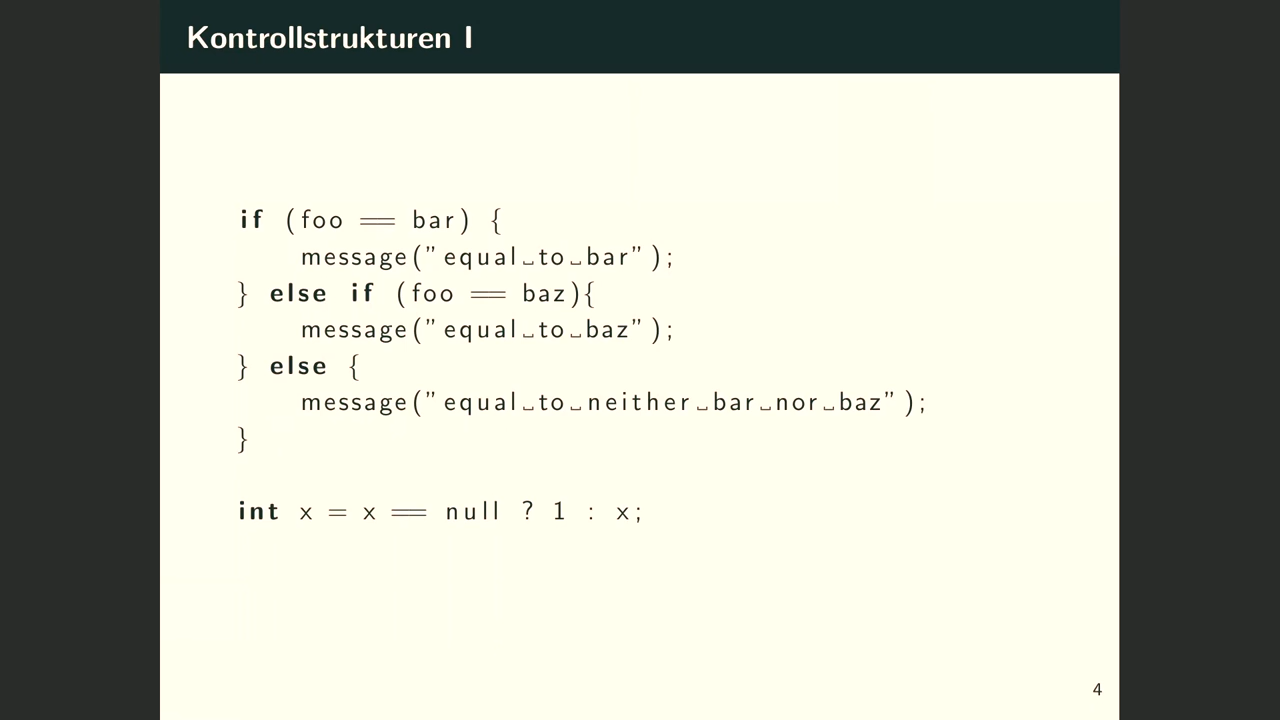 Kontrollstrukturen I
if (foo == bar) {
    message("equal␣to␣bar");
} else if (foo == baz){
    message("equal␣to␣baz");
} else {
    message("equal␣to␣neither␣bar␣nor␣baz");
}
int x = x == null ? 1 : x;
4